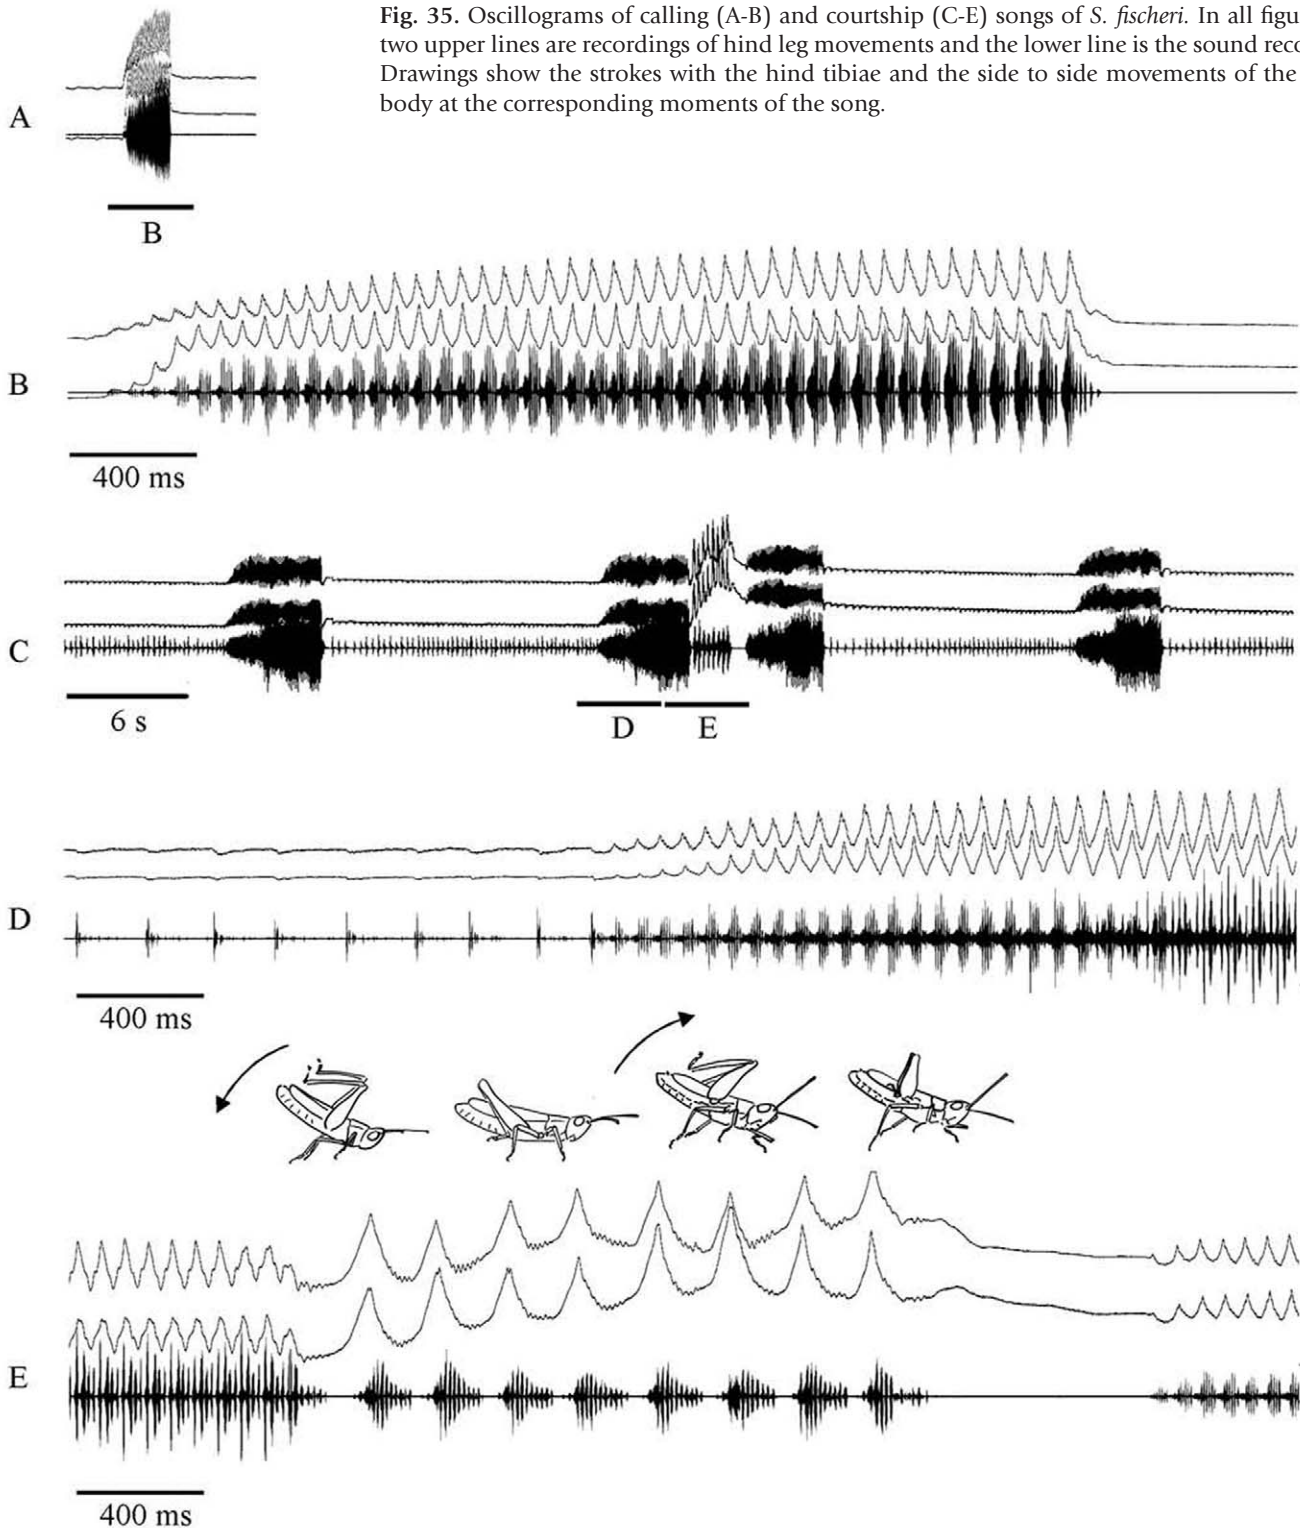 Fig. 35. Oscillograms of calling (A-B) and courtship (C-E) songs of S. fischeri. In all figu
two upper lines are recordings of hind leg movements and the lower line is the sound reco
Drawings show the strokes with the hind tibiae and the side to side movements of the
body at the corresponding moments of the song.
A
B
B
400 ms
C
6 s
D
E
D
400 ms
E
400 ms